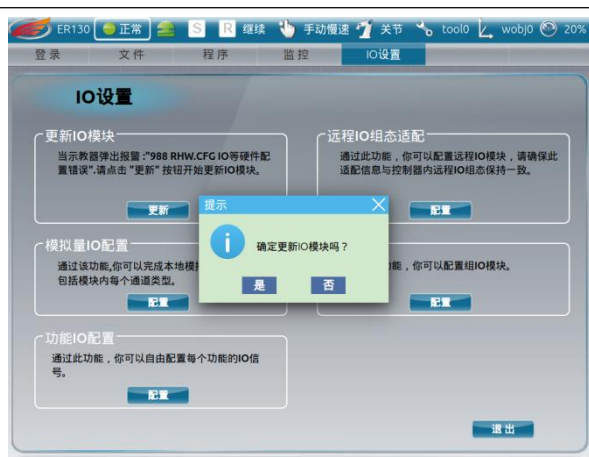 ER130 正常 S R 继续 手动慢速 关节 tool0 wobj0 20%
登录 文件 程序 监控 IO设置
IO设置
更新IO模块
当示教器弹出报警:"988 RHW.CFG IO等硬件配
置错误".请点击 "更新" 按钮开始更新IO模块。
更新
远程IO组态适配
通过此功能，你可以配置远程IO模块，请确保此
适配信息与控制器内远程IO组态保持一致。
配置
提示
确定更新IO模块吗？
是 否
模拟量IO配置
通过该功能,你可以完成本地模
包括模块内每个通道类型。
配置
能，你可以配置组IO模块。
配置
功能IO配置
通过此功能，你可以自由配置每个功能的IO信
号。
配置
退出